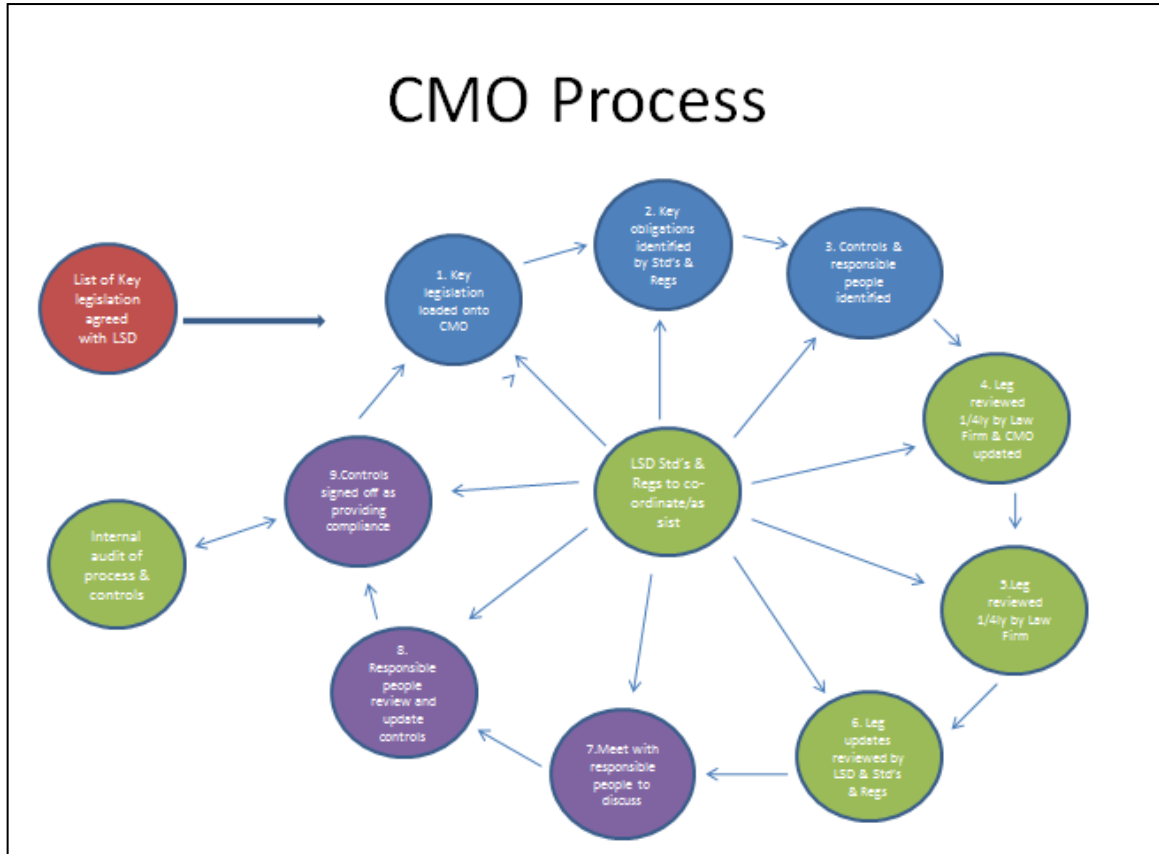 CMO Process
List of Key
legislation
agreed
with LSD
1. Key
legislation
loaded onto
CMO
2. Key
obligations
identified
by Std's &
Regs
3. Controls &
responsible
people
identified
4. Leg
reviewed
1/4ly by Law
Firm & CMO
updated
5.Leg
reviewed
1/4ly by Law
Firm
6. Leg
updates
reviewed by
LSD & Std's
& Regs
7.Meet with
responsible
people to
discuss
8.
Responsible
people
review and
update
controls
9.Controls
signed off as
providing
compliance
LSD Std's &
Regs to co-
ordinate/as
sist
Internal
audit of
process &
controls